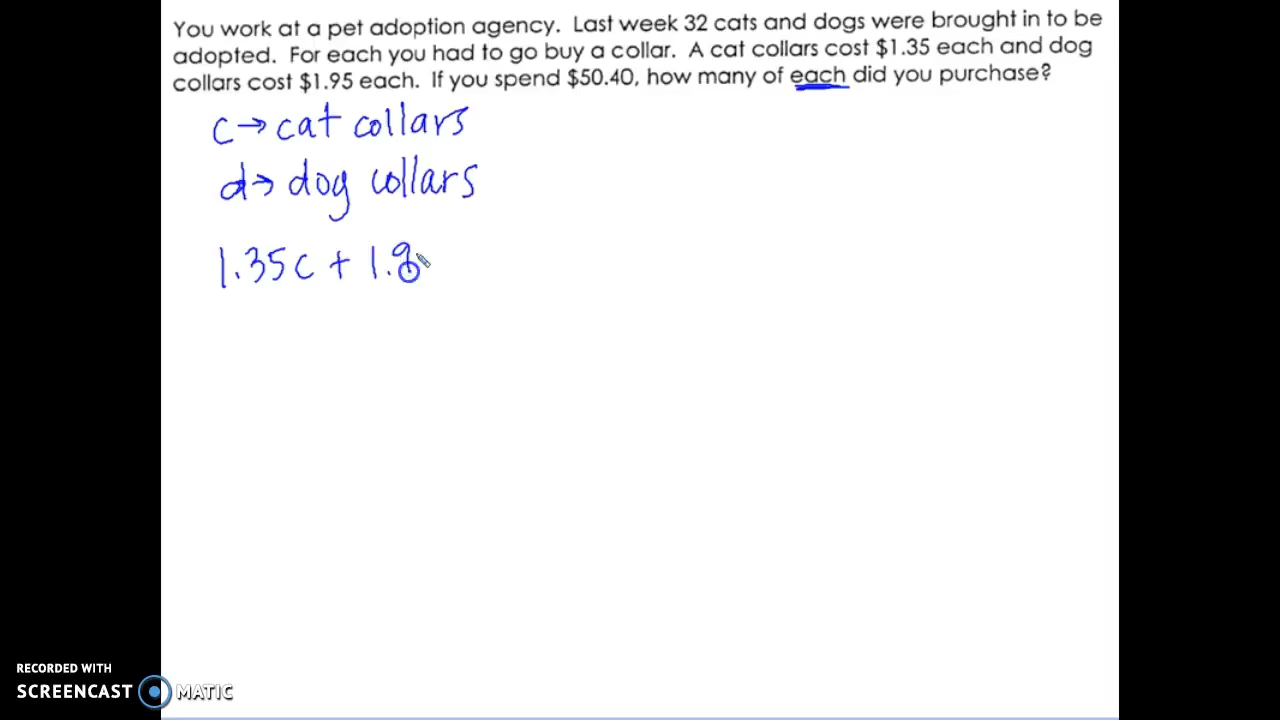 You work at a pet adoption agency. Last week 32 cats and dogs were brought in to be
adopted. For each you had to go buy a collar. A cat collars cost $1.35 each and dog
collars cost $1.95 each. If you spend $50.40, how many of each did you purchase?
c → cat collars
d → dog collars
1.35c + 1.9
RECORDED WITH
SCREENCAST MATIC